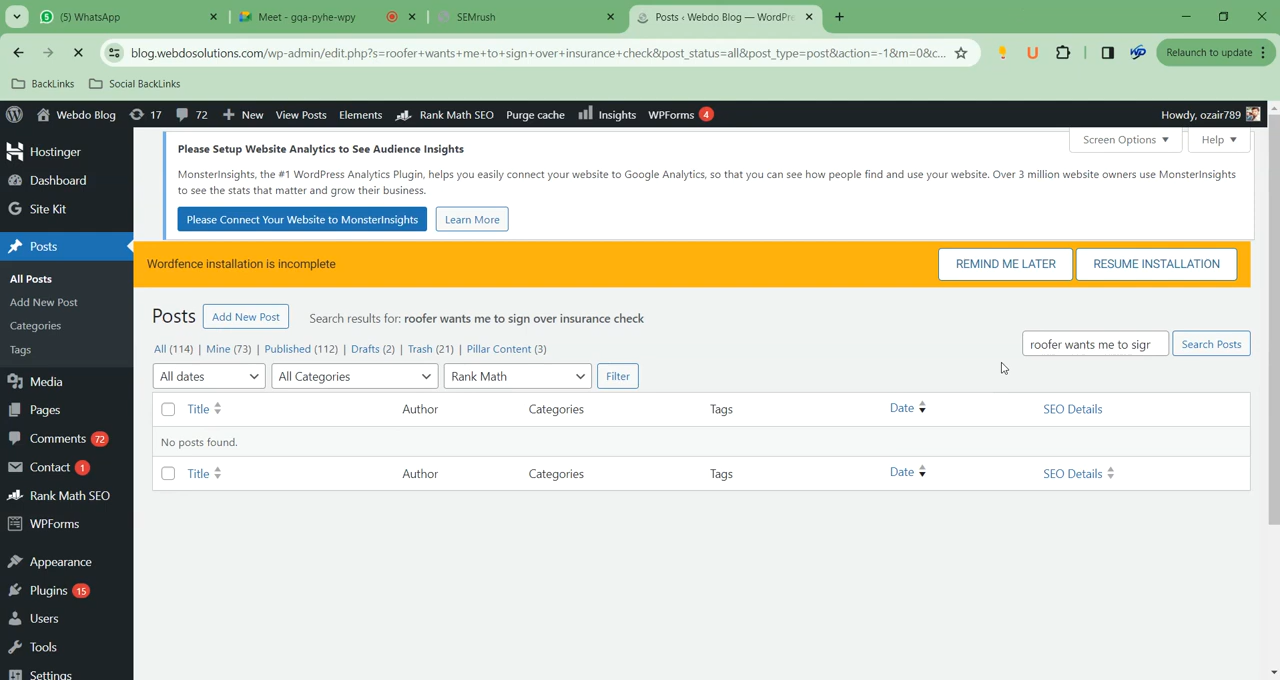 (5) WhatsApp
Meet - gqa-pyhe-wpy
SEMrush
Posts ‹ Webdo Blog — WordPre
blog.webdosolutions.com/wp-admin/edit.php?s=roofer+wants+me+to+sign+over+insurance+check&post_status=all&post_type=post&action=-1&m=0&c...
Relaunch to update
BackLinks
Social BackLinks
Webdo Blog
17
72
New
View Posts
Elements
Rank Math SEO
Purge cache
Insights
WPForms 4
Howdy, ozair789
Hostinger
Dashboard
Site Kit
Posts
All Posts
Add New Post
Categories
Tags
Media
Pages
Comments 72
Contact 1
Rank Math SEO
WPForms
Appearance
Plugins 15
Users
Tools
Settings
Please Setup Website Analytics to See Audience Insights
Screen Options
Help
MonsterInsights, the #1 WordPress Analytics Plugin, helps you easily connect your website to Google Analytics, so that you can see how people find and use your website. Over 3 million website owners use MonsterInsights
to see the stats that matter and grow their business.
Please Connect Your Website to MonsterInsights
Learn More
Wordfence installation is incomplete
REMIND ME LATER
RESUME INSTALLATION
Posts
Add New Post
Search results for: roofer wants me to sign over insurance check
roofer wants me to sigr
Search Posts
All (114) | Mine (73) | Published (112) | Drafts (2) | Trash (21) | Pillar Content (3)
All dates
All Categories
Rank Math
Filter
Title
Author
Categories
Tags
Date
SEO Details
No posts found.
Title
Author
Categories
Tags
Date
SEO Details